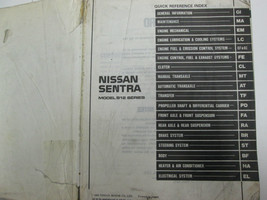 QUICK REFERENCE INDEX
GENERAL INFORMATION GI
MAINTENANCE MA
ENGINE MECHANICAL EM
ENGINE LUBRICATION & COOLING SYSTEMS LC
ENGINE FUEL & EMISSION CONTROL SYSTEM EF & EC
ENGINE CONTROL, FUEL & EXHAUST SYSTEMS FE
CLUTCH CL
MANUAL TRANSAXLE MT
AUTOMATIC TRANSAXLE AT
TRANSFER TF
PROPELLER SHAFT & DIFFERENTIAL CARRIER PD
FRONT AXLE & FRONT SUSPENSION FA
REAR AXLE & REAR SUSPENSION RA
BRAKE SYSTEM BR
STEERING SYSTEM ST
BODY BF
HEATER & AIR CONDITIONER HA
ELECTRICAL SYSTEM EL
NISSAN
SENTRA
MODEL B12 SERIES